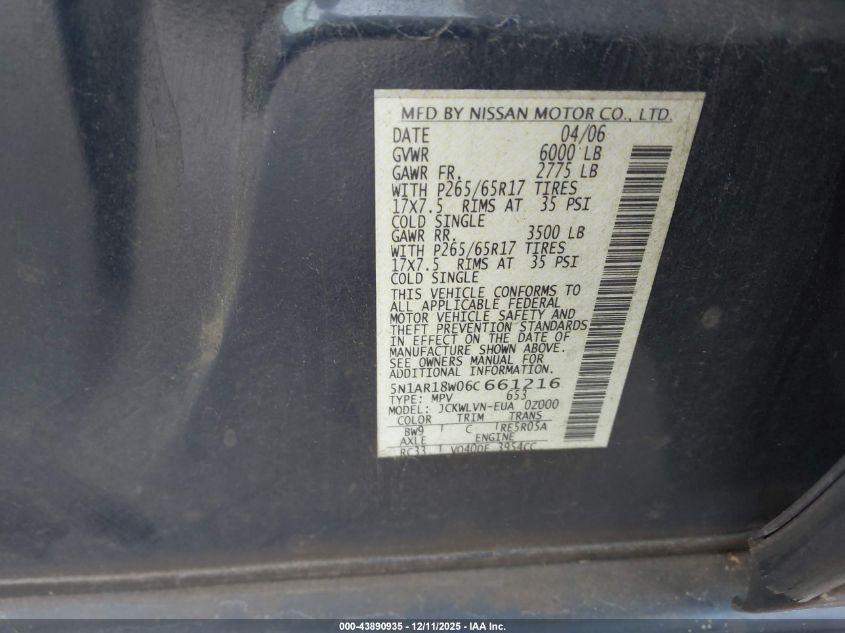 MFD BY NISSAN MOTOR CO., LTD.
DATE 04/06
GVWR 6000 LB
GAWR FR. 2775 LB
WITH P265/65R17 TIRES
17X7.5 RIMS AT 35 PSI
COLD SINGLE
GAWR RR. 3500 LB
WITH P265/65R17 TIRES
17X7.5 RIMS AT 35 PSI
COLD SINGLE
THIS VEHICLE CONFORMS TO
ALL APPLICABLE FEDERAL
MOTOR VEHICLE SAFETY AND
THEFT PREVENTION STANDARDS
IN EFFECT ON THE DATE OF
MANUFACTURE SHOWN ABOVE.
SEE OWNERS MANUAL FOR
ADDITIONAL INFORMATION.
5N1AR18W06C661216
TYPE: MPV 653
MODEL: JCKWLVN-EUA 0Z000
COLOR TRIM TRANS
BW9 C RE5R05A
AXLE ENGINE
RC33 VQ40DE 3954CC
000-43890935 - 12/11/2025 - IAA Inc.